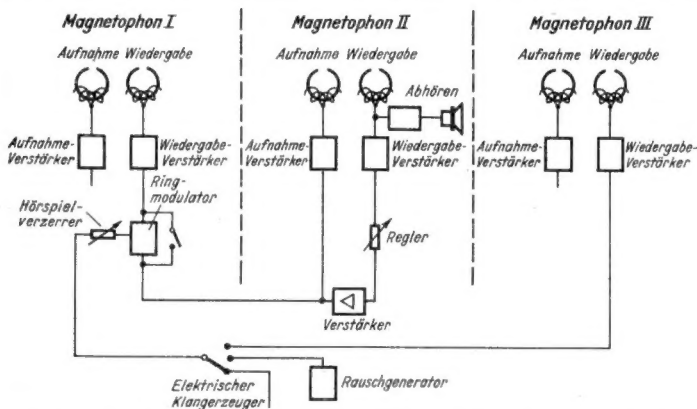 Magnetophon I
Magnetophon II
Magnetophon III
Aufnahme Wiedergabe
Aufnahme Wiedergabe
Aufnahme Wiedergabe
Abhören
Aufnahme-
Verstärker
Wiedergabe-
Verstärker
Aufnahme-
Verstärker
Wiedergabe-
Verstärker
Aufnahme-
Verstärker
Wiedergabe-
Verstärker
Ring-
modulator
Hörspiel-
verzerrer
Regler
Verstärker
Elektrischer
Klangerzeuger
Rauschgenerator